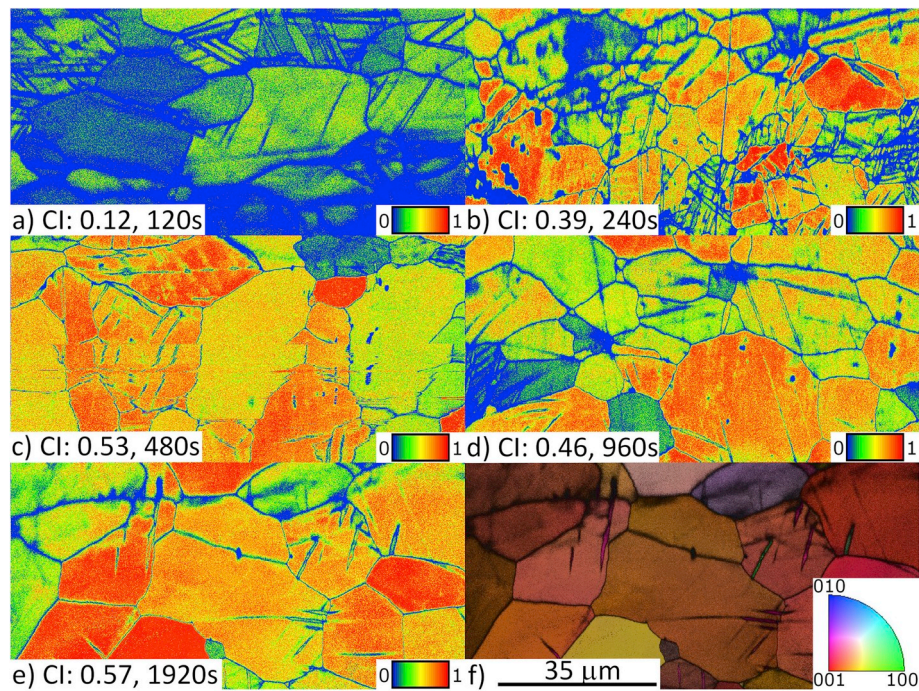 a) CI: 0.12, 120s
0 1
b) CI: 0.39, 240s
0 1
c) CI: 0.53, 480s
0 1
d) CI: 0.46, 960s
0 1
e) CI: 0.57, 1920s
0 1
f)
35 μm
010
001 100